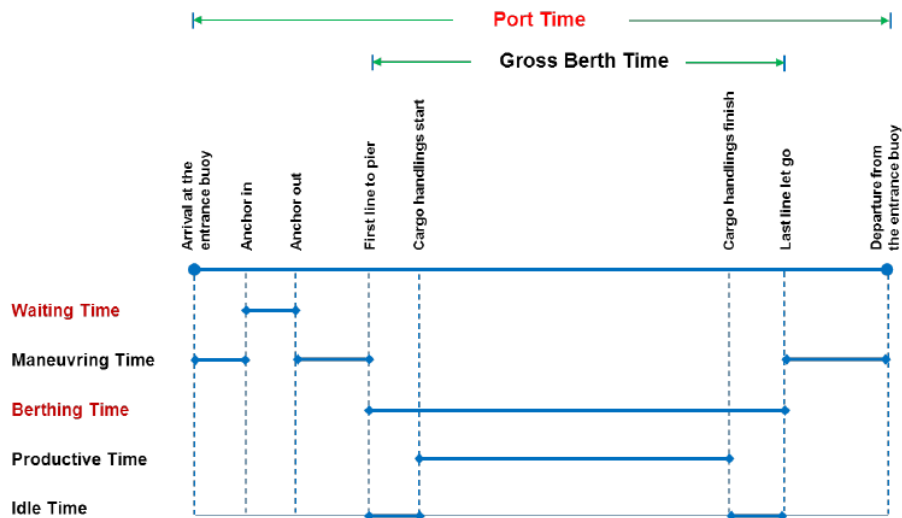 Port Time
Gross Berth Time
Arrival at the
entrance buoy
Anchor in
Anchor out
First line to pier
Cargo handlings start
Cargo handlings finish
Last line let go
Departure from
the entrance buoy
Waiting Time
Maneuvring Time
Berthing Time
Productive Time
Idle Time